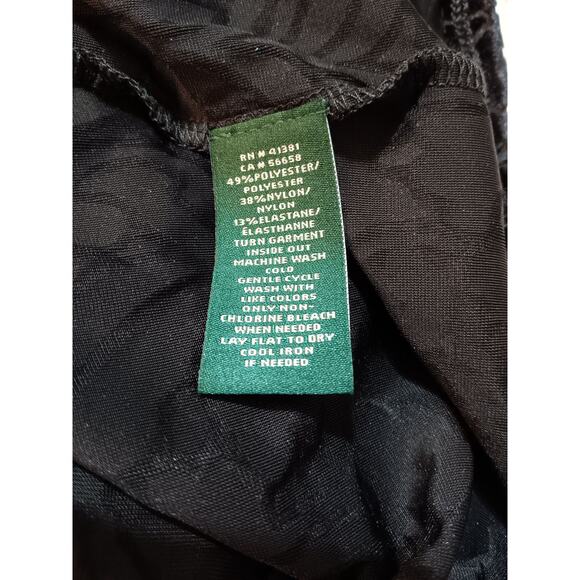 RN # 41381
CA # 56658
49%POLYESTER/
POLYESTER
38%NYLON/
NYLON
13%ELASTANE/
ÉLASTHANNE
TURN GARMENT
INSIDE OUT
MACHINE WASH
COLD
GENTLE CYCLE
WASH WITH
LIKE COLORS
ONLY NON-
CHLORINE BLEACH
WHEN NEEDED
LAY FLAT TO DRY
COOL IRON
IF NEEDED